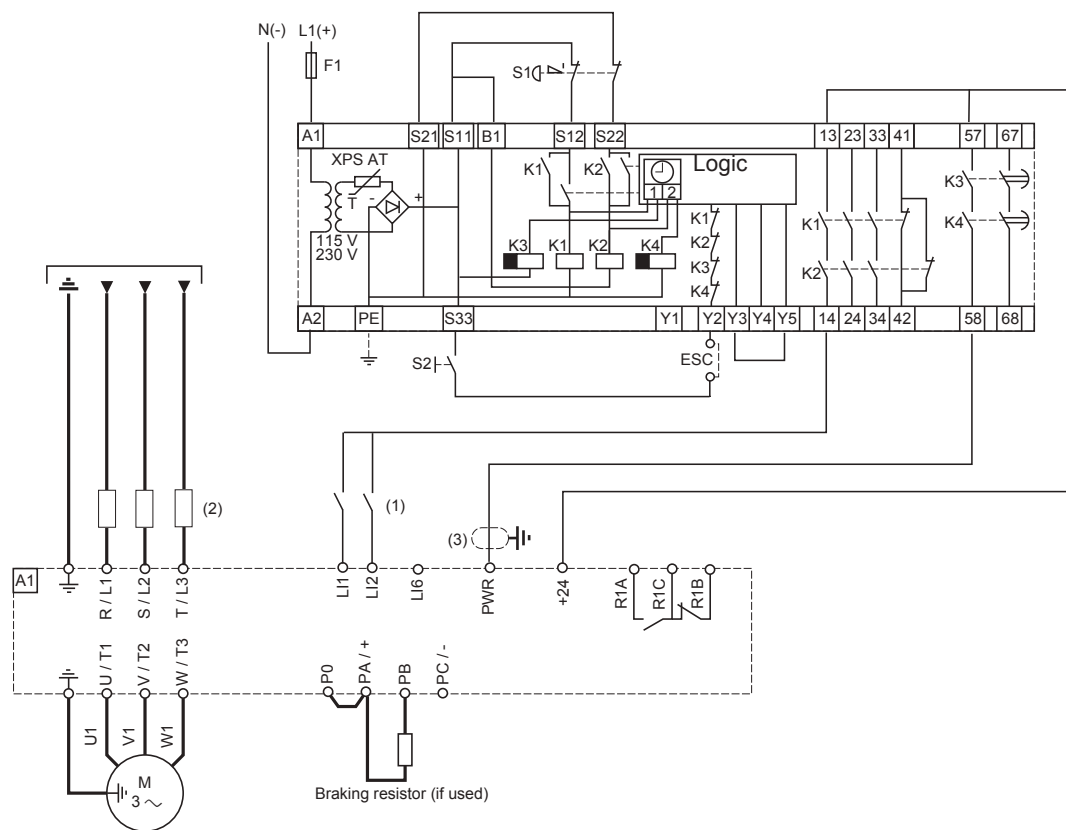 N(-) L1(+)
F1
S1
A1 S21 S11 B1 S12 S22 13 23 33 41 57 67
XPS AT
T - +
115 V
230 V
K1 K2 Logic
1 2
K3 K1 K2 K4
K1
K2
K3
K4
K1
K2
K3
K4
A2 PE S33 Y1 Y2 Y3 Y4 Y5 14 24 34 42 58 68
S2 ESC
(1)
(2)
(3)
A1
R / L1
S / L2
T / L3
LI1
LI2
LI6
PWR
+24
R1A
R1C
R1B
U / T1
V / T2
W / T3
P0
PA / +
PB
PC / -
U1
V1
W1
M
3 ~
Braking resistor (if used)